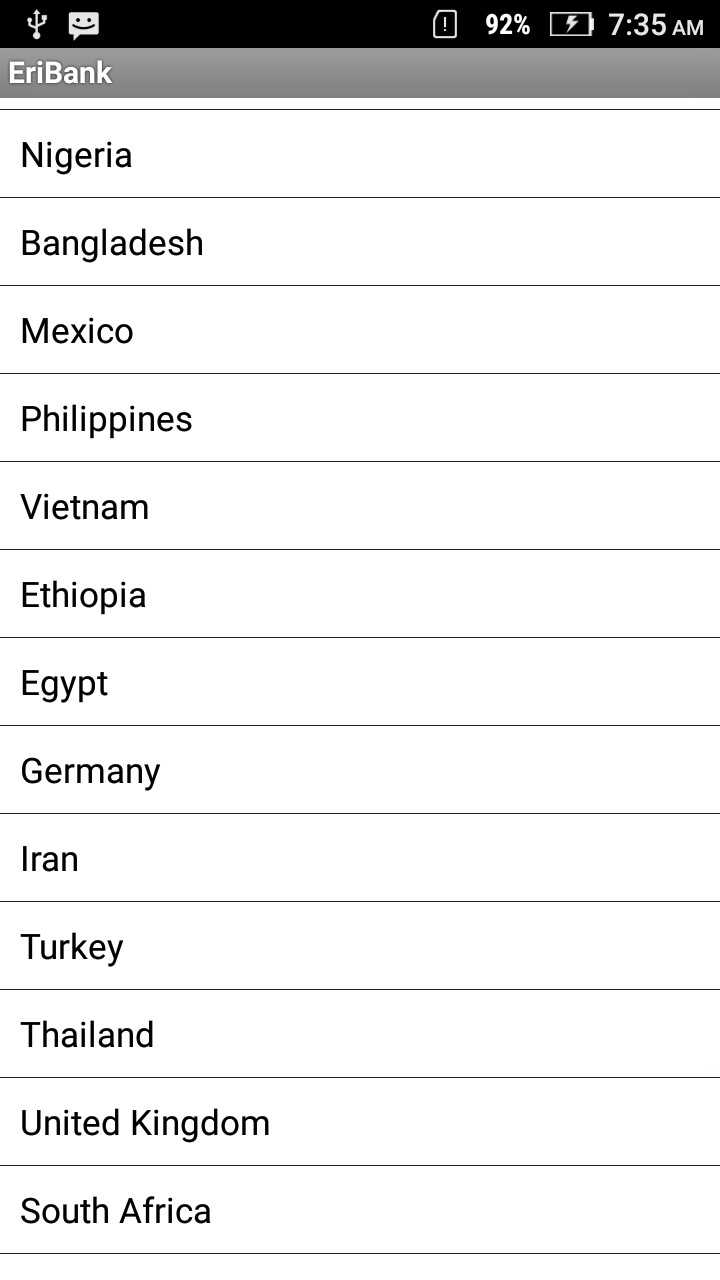 92% 7:35 AM
EriBank
Nigeria
Bangladesh
Mexico
Philippines
Vietnam
Ethiopia
Egypt
Germany
Iran
Turkey
Thailand
United Kingdom
South Africa